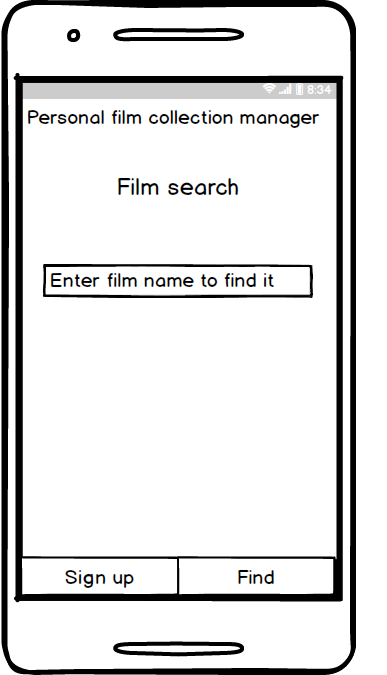 8:34
Personal film collection manager
Film search
Enter film name to find it
Sign up
Find